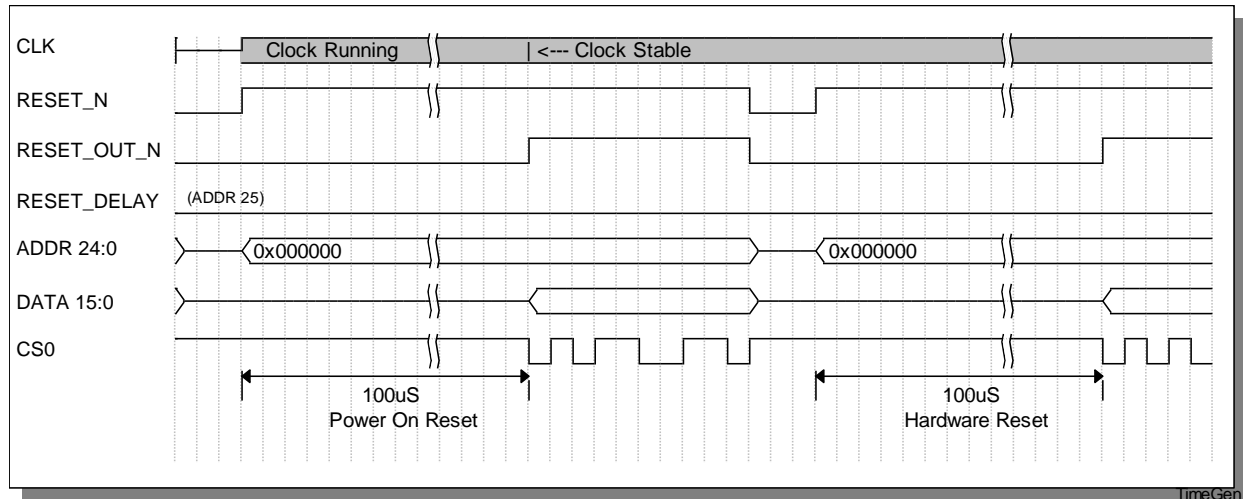 CLK
Clock Running
| <--- Clock Stable
RESET_N
RESET_OUT_N
RESET_DELAY (ADDR 25)
ADDR 24:0
0x000000
0x000000
DATA 15:0
CS0
100uS
Power On Reset
100uS
Hardware Reset
TimeGen